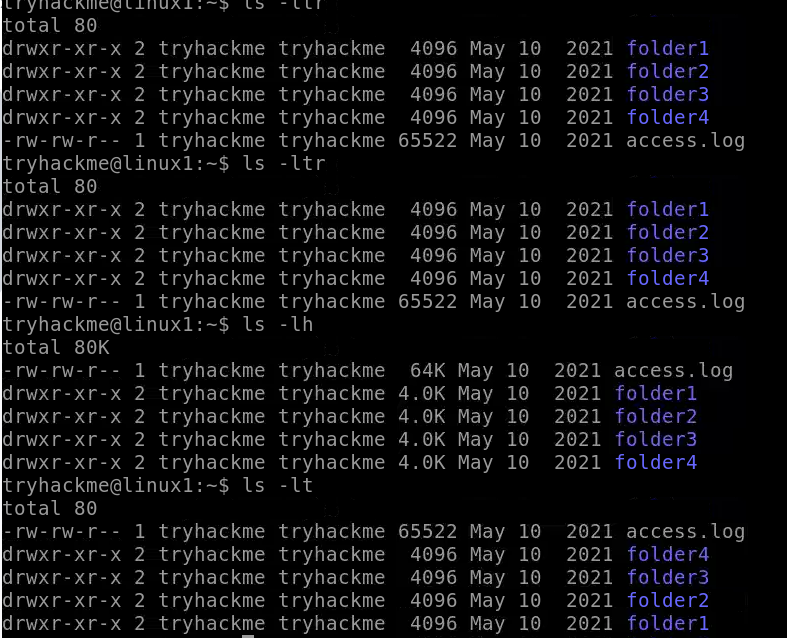 tryhackme@linux1:~$ ls -ltr
total 80
drwxr-xr-x 2 tryhackme tryhackme  4096 May 10  2021 folder1
drwxr-xr-x 2 tryhackme tryhackme  4096 May 10  2021 folder2
drwxr-xr-x 2 tryhackme tryhackme  4096 May 10  2021 folder3
drwxr-xr-x 2 tryhackme tryhackme  4096 May 10  2021 folder4
-rw-rw-r-- 1 tryhackme tryhackme 65522 May 10  2021 access.log
tryhackme@linux1:~$ ls -ltr
total 80
drwxr-xr-x 2 tryhackme tryhackme  4096 May 10  2021 folder1
drwxr-xr-x 2 tryhackme tryhackme  4096 May 10  2021 folder2
drwxr-xr-x 2 tryhackme tryhackme  4096 May 10  2021 folder3
drwxr-xr-x 2 tryhackme tryhackme  4096 May 10  2021 folder4
-rw-rw-r-- 1 tryhackme tryhackme 65522 May 10  2021 access.log
tryhackme@linux1:~$ ls -lh
total 80K
-rw-rw-r-- 1 tryhackme tryhackme  64K May 10  2021 access.log
drwxr-xr-x 2 tryhackme tryhackme 4.0K May 10  2021 folder1
drwxr-xr-x 2 tryhackme tryhackme 4.0K May 10  2021 folder2
drwxr-xr-x 2 tryhackme tryhackme 4.0K May 10  2021 folder3
drwxr-xr-x 2 tryhackme tryhackme 4.0K May 10  2021 folder4
tryhackme@linux1:~$ ls -lt
total 80
-rw-rw-r-- 1 tryhackme tryhackme 65522 May 10  2021 access.log
drwxr-xr-x 2 tryhackme tryhackme  4096 May 10  2021 folder4
drwxr-xr-x 2 tryhackme tryhackme  4096 May 10  2021 folder3
drwxr-xr-x 2 tryhackme tryhackme  4096 May 10  2021 folder2
drwxr-xr-x 2 tryhackme tryhackme  4096 May 10  2021 folder1